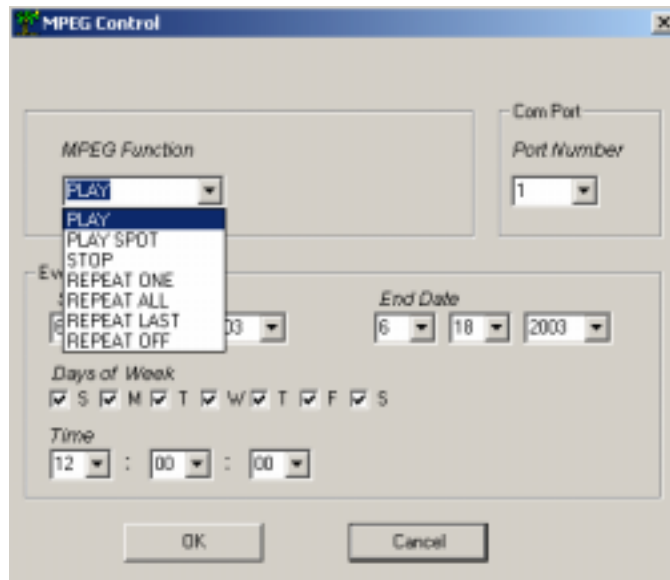 MPEG Control
Com Port
MPEG Function
Port Number
PLAY
1
PLAY
PLAY SPOT
STOP
REPEAT ONE
REPEAT ALL
REPEAT LAST
REPEAT OFF
End Date
6 18 2003
Days of Week
S M T W T F S
Time
12 : 00 : 00
OK Cancel